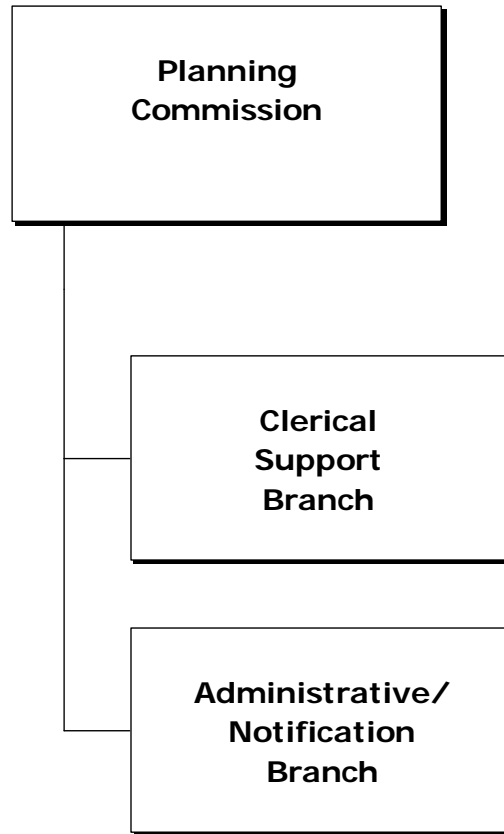 Planning
Commission
Clerical
Support
Branch
Administrative/
Notification
Branch